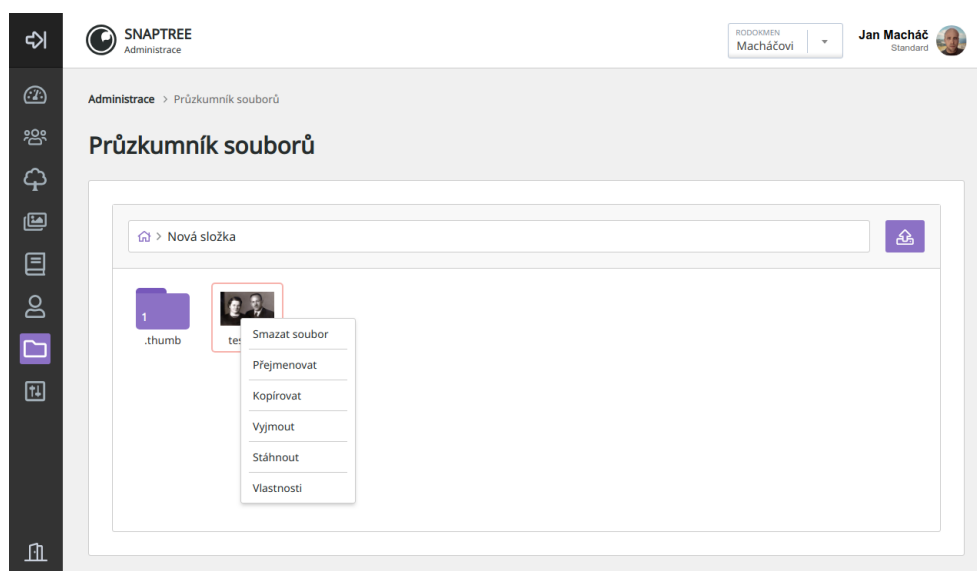 SNAPTREE
Administrace
RODOKMEN
Macháčovi
Jan Macháč
Standard
Administrace > Průzkumník souborů
Průzkumník souborů
> Nová složka
1
.thumb
Smazat soubor
Přejmenovat
Kopírovat
Vyjmout
Stáhnout
Vlastnosti